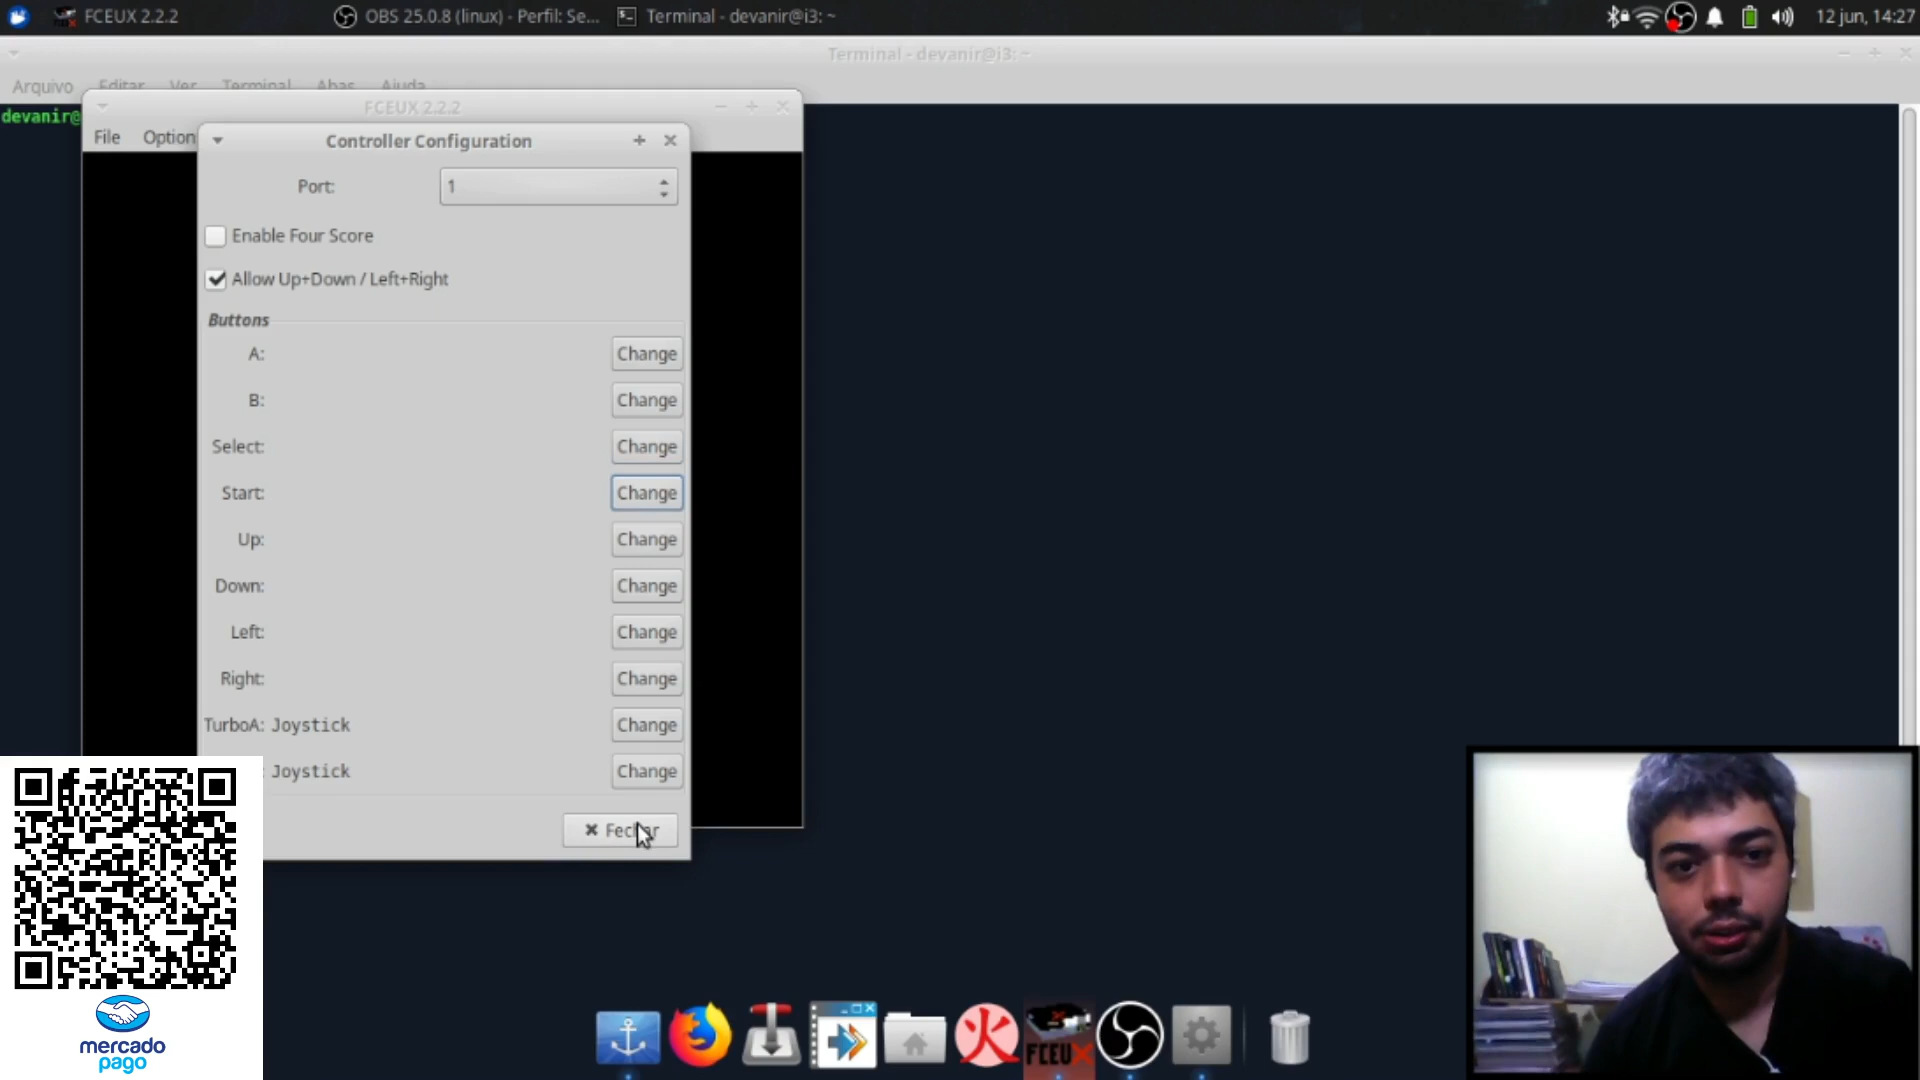 FCEUX 2.2.2
OBS 25.0.8 (linux) - Perfil: Se...
Terminal - devanir@i3: ~
12 jun, 14:27
Terminal - devanir@i3: ~
Arquivo Editar Ver Terminal Abas Ajuda
devanir@
FCEUX 2.2.2
File Option
Controller Configuration
Port: 1
Enable Four Score
Allow Up+Down / Left+Right
Buttons
A: Change
B: Change
Select: Change
Start: Change
Up: Change
Down: Change
Left: Change
Right: Change
TurboA: Joystick Change
: Joystick Change
Fechar
mercado
pago
火
FCEUX